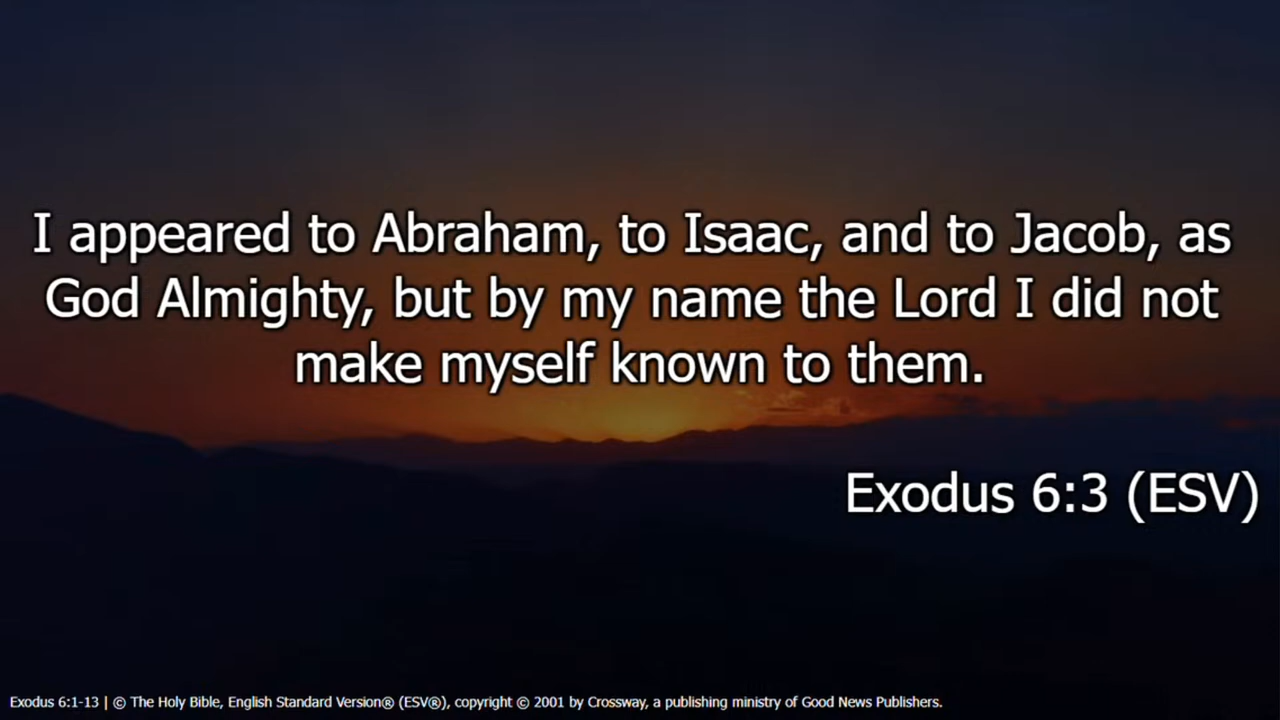 I appeared to Abraham, to Isaac, and to Jacob, as
God Almighty, but by my name the Lord I did not
make myself known to them.
Exodus 6:3 (ESV)
Exodus 6:1-13 | © The Holy Bible, English Standard Version® (ESV®), copyright © 2001 by Crossway, a publishing ministry of Good News Publishers.